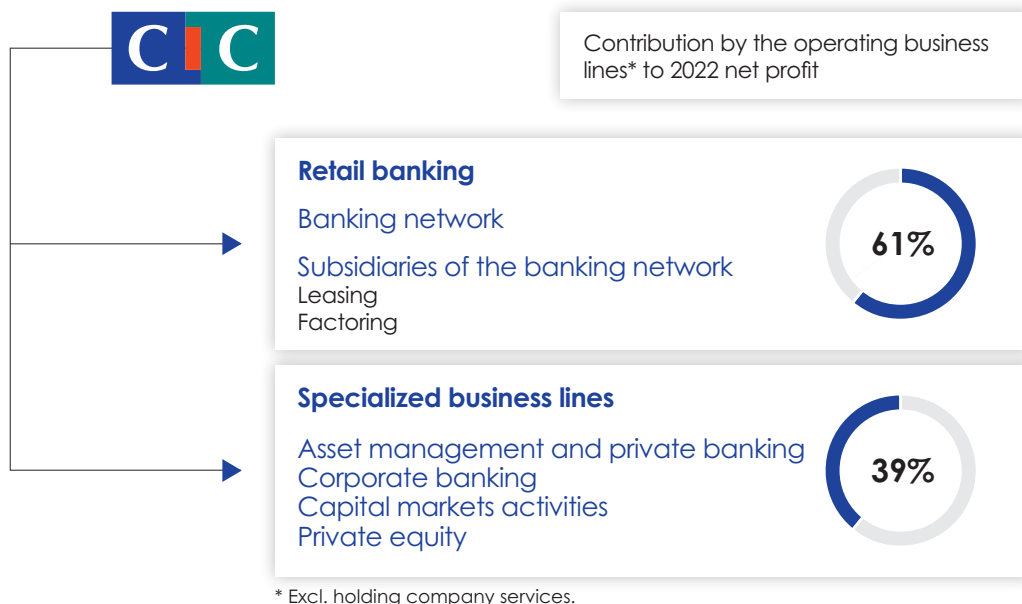 CIC
Contribution by the operating business
lines* to 2022 net profit
Retail banking
Banking network
61%
Subsidiaries of the banking network
Leasing
Factoring
Specialized business lines
Asset management and private banking
Corporate banking
39%
Capital markets activities
Private equity
* Excl. holding company services.